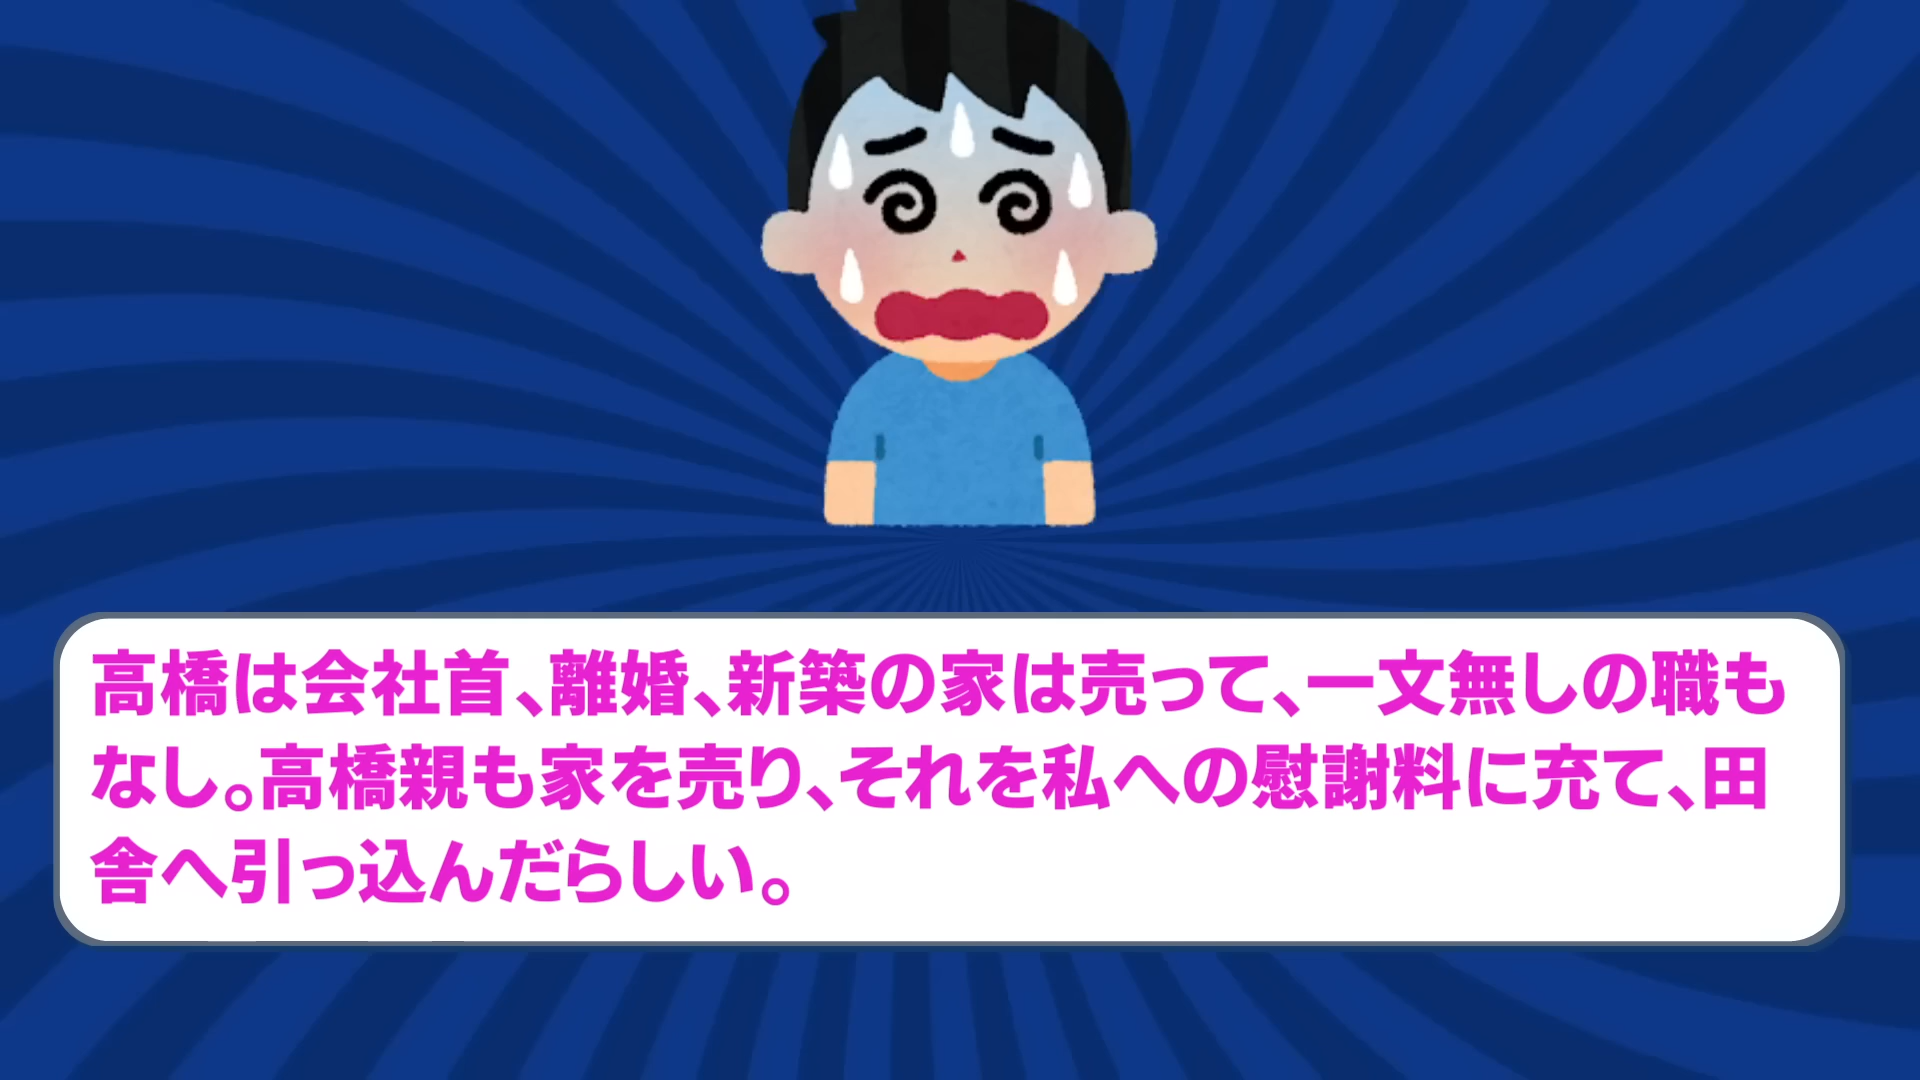 高橋は会社首、離婚、新築の家は売って、一文無しの職も
なし。高橋親も家を売り、それを私への慰謝料に充て、田
舎へ引っ込んだらしい。